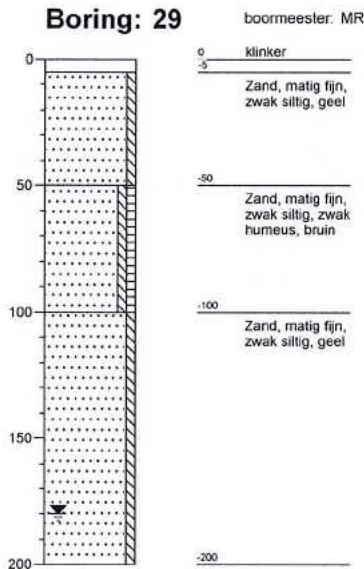 Boring: 29
boormeester: MR
0
0
klinker
-5
Zand, matig fijn,
zwak siltig, geel
50
-50
Zand, matig fijn,
zwak siltig, zwak
humeus, bruin
100
-100
Zand, matig fijn,
zwak siltig, geel
150
200
-200